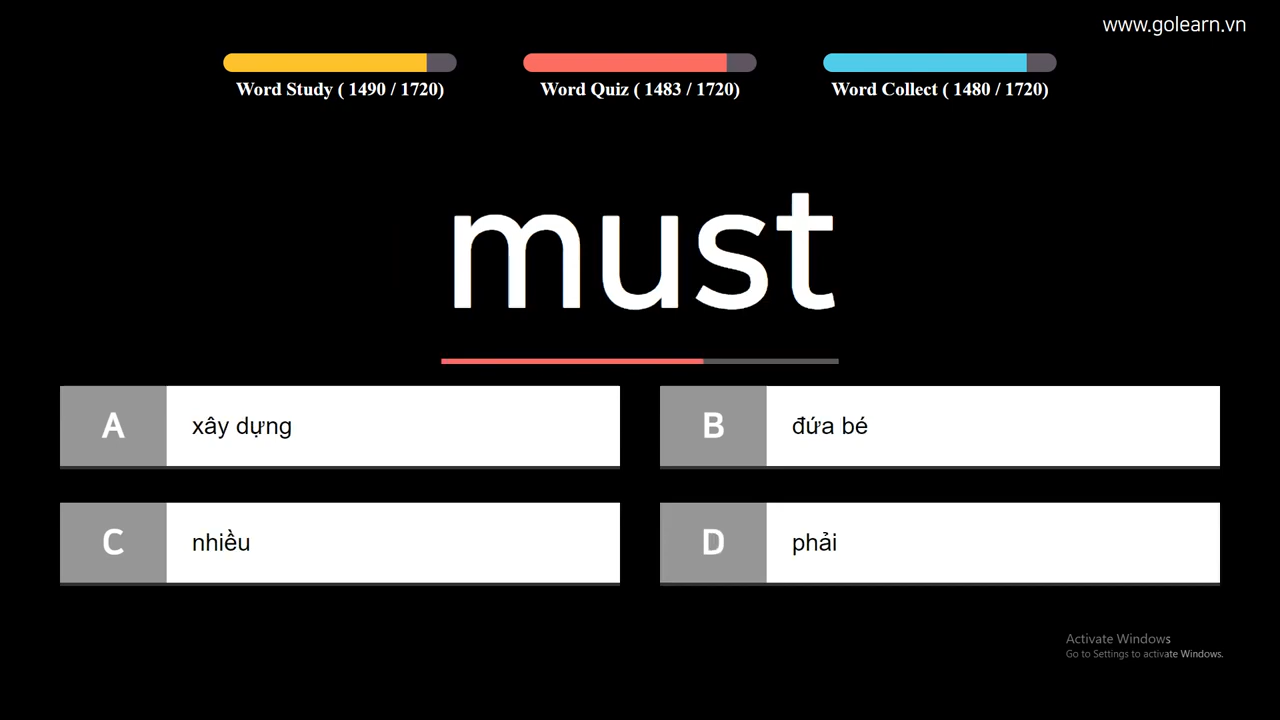 www.golearn.vn
Word Study ( 1490 / 1720)
Word Quiz ( 1483 / 1720)
Word Collect ( 1480 / 1720)
must
A xây dựng
B đứa bé
C nhiều
D phải
Activate Windows
Go to Settings to activate Windows.